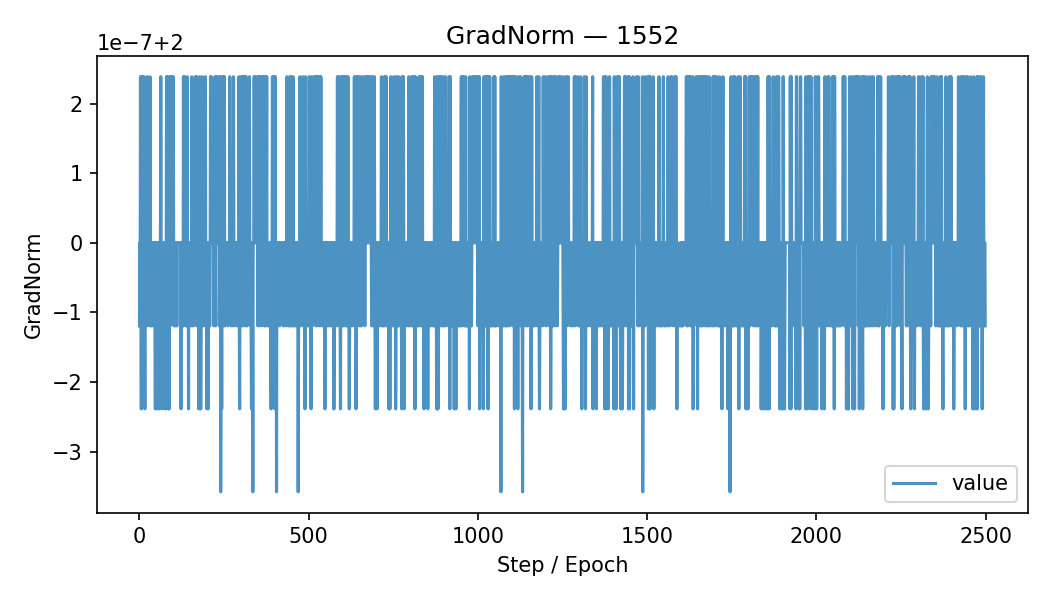 GradNorm — 1552
1e−7+2
2
1
0
−1
−2
−3
GradNorm
value
0
500
1000
1500
2000
2500
Step / Epoch